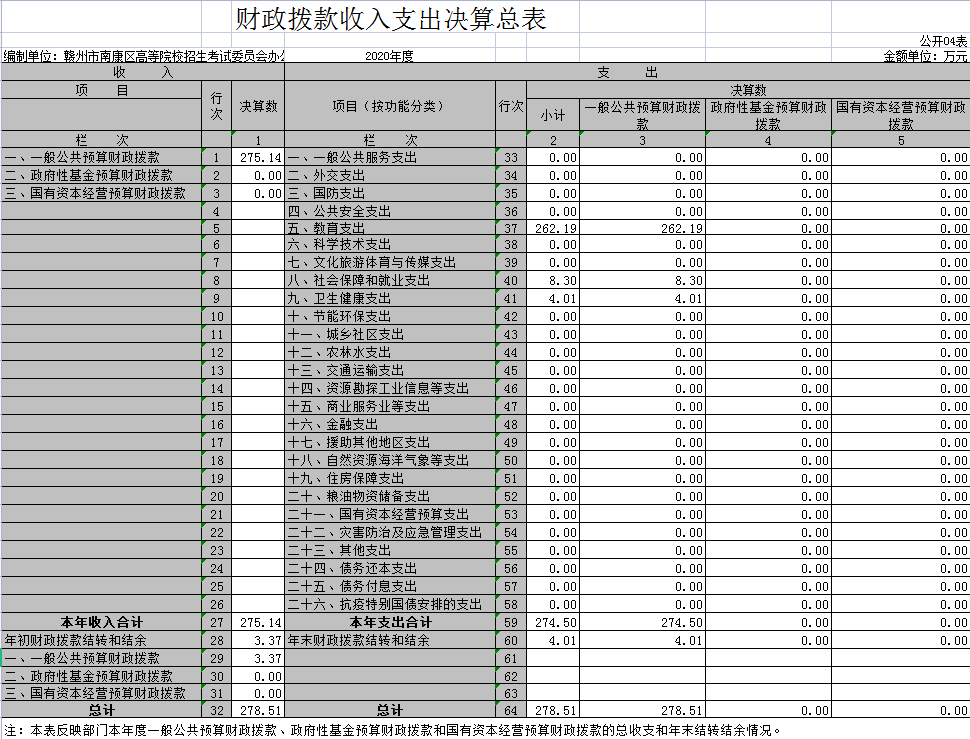 财政拨款收入支出决算总表
公开04表
编制单位：赣州市南康区高等院校招生考试委员会办 2020年度 金额单位：万元
收 入 支 出
项 目 行次 决算数 项目（按功能分类） 行次 决算数
小计 一般公共预算财政拨款 政府性基金预算财政拨款 国有资本经营预算财政拨款
栏 次 1 栏 次 2 3 4 5
一、一般公共预算财政拨款 1 275.14 一、一般公共服务支出 33 0.00 0.00 0.00 0.00
二、政府性基金预算财政拨款 2 0.00 二、外交支出 34 0.00 0.00 0.00 0.00
三、国有资本经营预算财政拨款 3 0.00 三、国防支出 35 0.00 0.00 0.00 0.00
4 四、公共安全支出 36 0.00 0.00 0.00 0.00
5 五、教育支出 37 262.19 262.19 0.00 0.00
6 六、科学技术支出 38 0.00 0.00 0.00 0.00
7 七、文化旅游体育与传媒支出 39 0.00 0.00 0.00 0.00
8 八、社会保障和就业支出 40 8.30 8.30 0.00 0.00
9 九、卫生健康支出 41 4.01 4.01 0.00 0.00
10 十、节能环保支出 42 0.00 0.00 0.00 0.00
11 十一、城乡社区支出 43 0.00 0.00 0.00 0.00
12 十二、农林水支出 44 0.00 0.00 0.00 0.00
13 十三、交通运输支出 45 0.00 0.00 0.00 0.00
14 十四、资源勘探工业信息等支出 46 0.00 0.00 0.00 0.00
15 十五、商业服务业等支出 47 0.00 0.00 0.00 0.00
16 十六、金融支出 48 0.00 0.00 0.00 0.00
17 十七、援助其他地区支出 49 0.00 0.00 0.00 0.00
18 十八、自然资源海洋气象等支出 50 0.00 0.00 0.00 0.00
19 十九、住房保障支出 51 0.00 0.00 0.00 0.00
20 二十、粮油物资储备支出 52 0.00 0.00 0.00 0.00
21 二十一、国有资本经营预算支出 53 0.00 0.00 0.00 0.00
22 二十二、灾害防治及应急管理支出 54 0.00 0.00 0.00 0.00
23 二十三、其他支出 55 0.00 0.00 0.00 0.00
24 二十四、债务还本支出 56 0.00 0.00 0.00 0.00
25 二十五、债务付息支出 57 0.00 0.00 0.00 0.00
26 二十六、抗疫特别国债安排的支出 58 0.00 0.00 0.00 0.00
本年收入合计 27 275.14 本年支出合计 59 274.50 274.50 0.00 0.00
年初财政拨款结转和结余 28 3.37 年末财政拨款结转和结余 60 4.01 4.01 0.00 0.00
一、一般公共预算财政拨款 29 3.37 61
二、政府性基金预算财政拨款 30 0.00 62
三、国有资本经营预算财政拨款 31 0.00 63
总计 32 278.51 总计 64 278.51 278.51 0.00 0.00
注：本表反映部门本年度一般公共预算财政拨款、政府性基金预算财政拨款和国有资本经营预算财政拨款的总收支和年末结转结余情况。